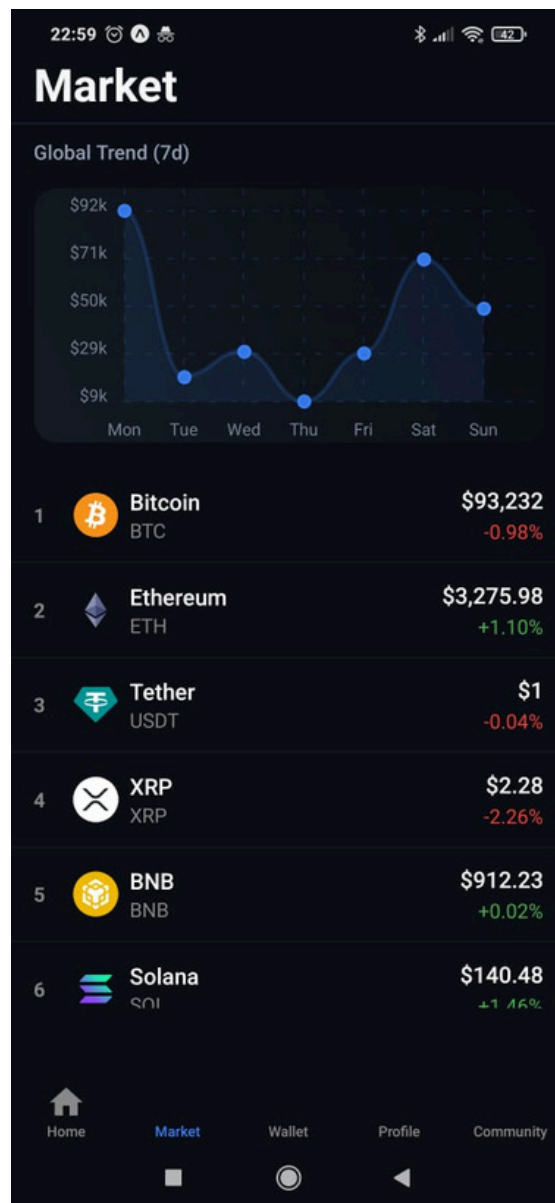 22:59 42
Market
Global Trend (7d)
$92k
$71k
$50k
$29k
$9k
Mon Tue Wed Thu Fri Sat Sun
1 Bitcoin $93,232
BTC -0.98%
2 Ethereum $3,275.98
ETH +1.10%
3 Tether $1
USDT -0.04%
4 XRP $2.28
XRP -2.26%
5 BNB $912.23
BNB +0.02%
6 Solana $140.48
SOL +1.46%
Home Market Wallet Profile Community